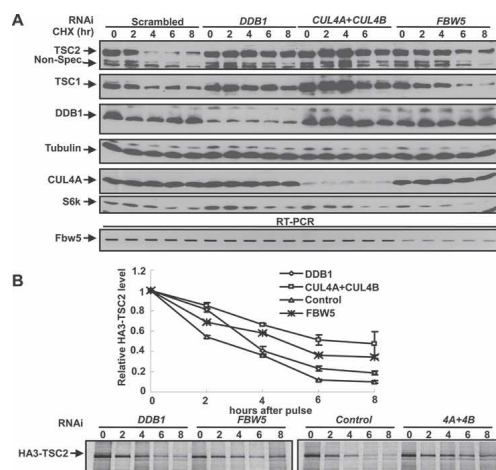 A
RNAi Scrambled DDB1 CUL4A+CUL4B FBW5
CHX (hr) 0 2 4 6 8 0 2 4 6 8 0 2 4 6 8 0 2 4 6 8
TSC2
Non-Spec
TSC1
DDB1
Tubulin
CUL4A
S6k
RT-PCR
Fbw5
B
Relative HA3-TSC2 level
1.2
1
0.8
0.6
0.4
0.2
0
0 2 4 6 8
hours after pulse
DDB1
CUL4A+CUL4B
Control
FBW5
RNAi DDB1 FBW5 Control 4A+4B
0 2 4 6 8 0 2 4 6 8 0 2 4 6 8 0 2 4 6 8
HA3-TSC2